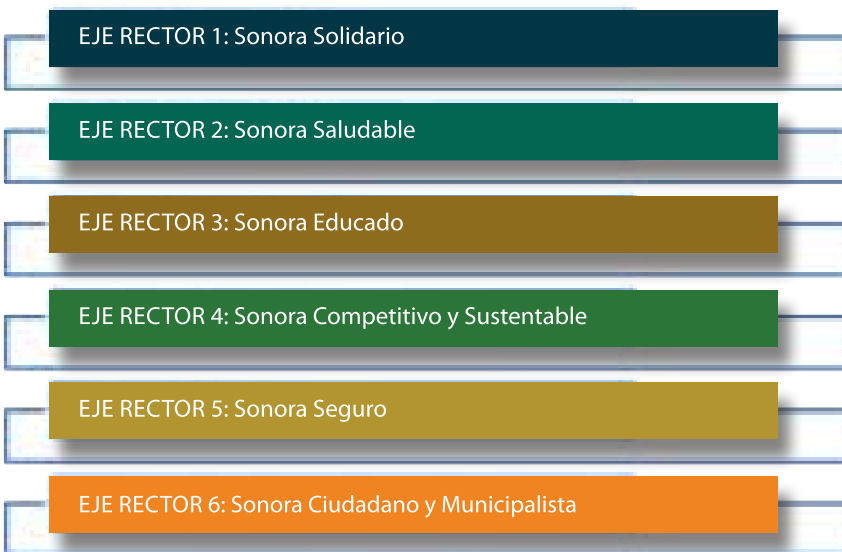 EJE RECTOR 1: Sonora Solidario
EJE RECTOR 2: Sonora Saludable
EJE RECTOR 3: Sonora Educado
EJE RECTOR 4: Sonora Competitivo y Sustentable
EJE RECTOR 5: Sonora Seguro
EJE RECTOR 6: Sonora Ciudadano y Municipalista